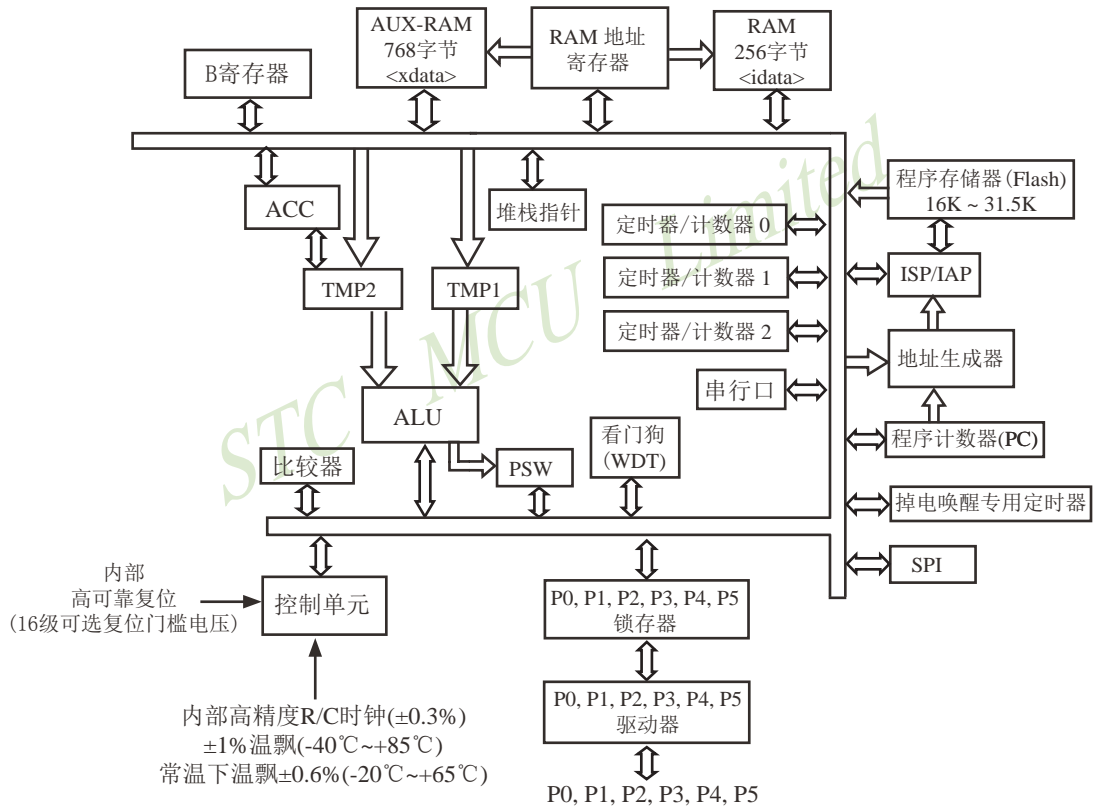 AUX-RAM
768字节
<xdata>
RAM 地址
寄存器
RAM
256字节
<idata>
B寄存器
ACC
堆栈指针
TMP2
TMP1
定时器/计数器 0
定时器/计数器 1
定时器/计数器 2
串行口
程序存储器(Flash)
16K ~ 31.5K
ISP/IAP
地址生成器
程序计数器(PC)
掉电唤醒专用定时器
SPI
ALU
PSW
看门狗
(WDT)
比较器
STC MCU Limited
内部
高可靠复位
(16级可选复位门槛电压)
控制单元
内部高精度R/C时钟(±0.3%)
±1%温飘(-40℃~+85℃)
常温下温飘±0.6%(-20℃~+65℃)
P0, P1, P2, P3, P4, P5
锁存器
P0, P1, P2, P3, P4, P5
驱动器
P0, P1, P2, P3, P4, P5